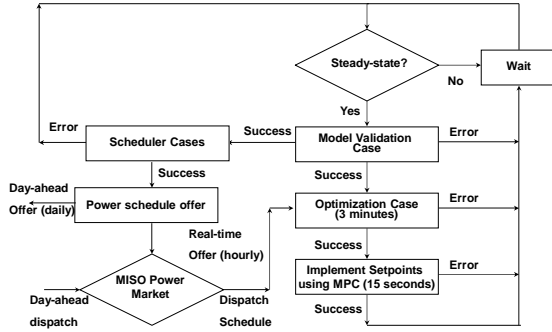 Steady-state?
Wait
No
Yes
Error
Scheduler Cases
Success
Model Validation
Case
Error
Success
Success
Day-ahead
Offer (daily)
Power schedule offer
Optimization Case
(3 minutes)
Error
Real-time
Offer (hourly)
Success
MISO Power
Market
Implement Setpoints
using MPC (15 seconds)
Error
Day-ahead
dispatch
Dispatch
Schedule
Success